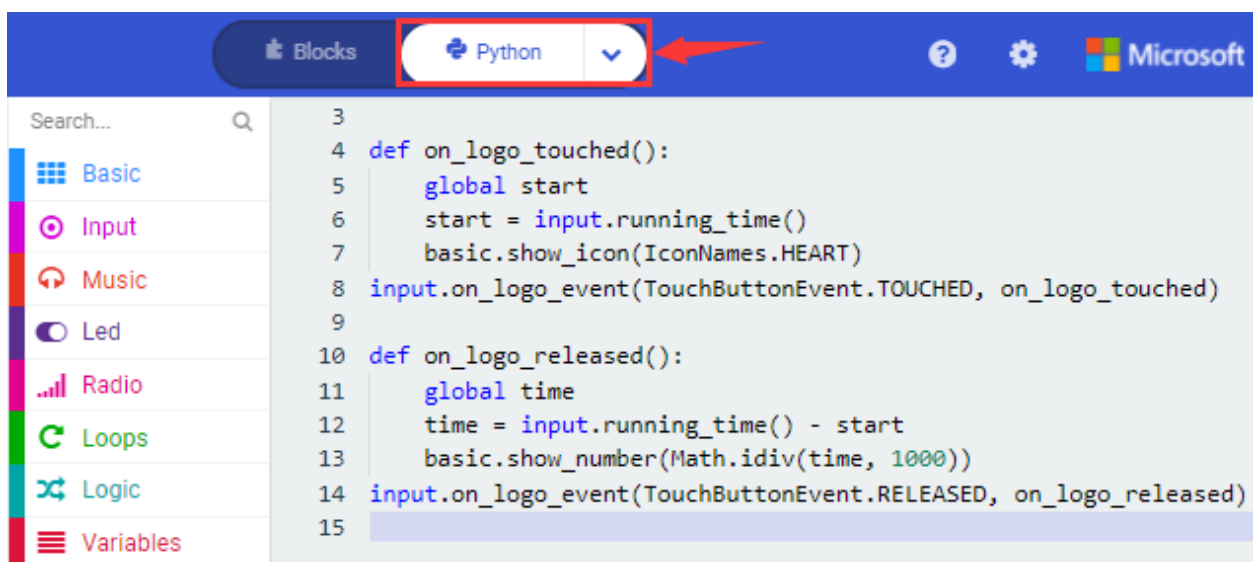 Blocks
Python
Microsoft
Search...
Basic
Input
Music
Led
Radio
Loops
Logic
Variables
3
4 def on_logo_touched():
5     global start
6     start = input.running_time()
7     basic.show_icon(IconNames.HEART)
8 input.on_logo_event(TouchButtonEvent.TOUCHED, on_logo_touched)
9
10 def on_logo_released():
11     global time
12     time = input.running_time() - start
13     basic.show_number(Math.idiv(time, 1000))
14 input.on_logo_event(TouchButtonEvent.RELEASED, on_logo_released)
15